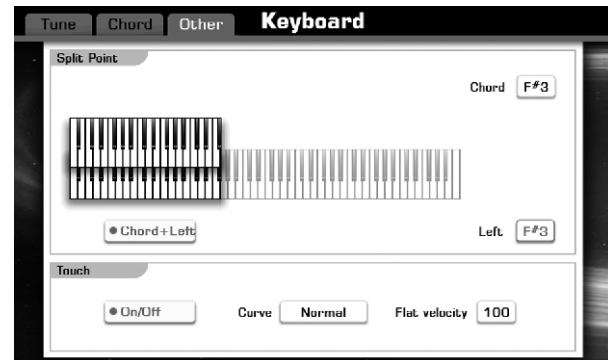 Tune Chord Other Keyboard
Split Point
Chord F#3
Chord+Left
Left F#3
Touch
On/Off Curve Normal Flat velocity 100